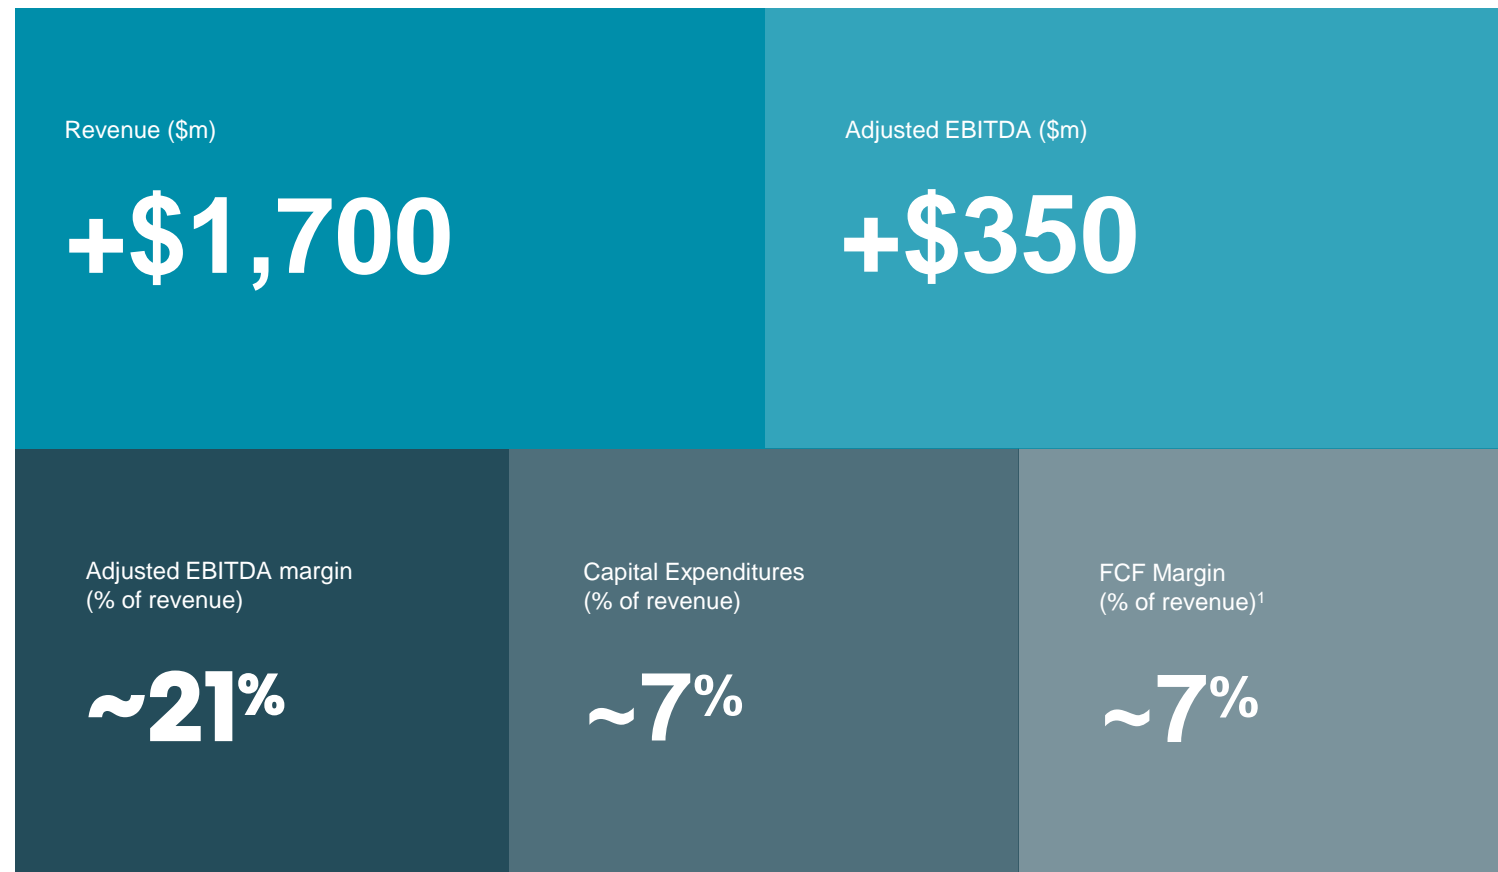 Revenue ($m)
+$1,700
Adjusted EBITDA ($m)
+$350
Adjusted EBITDA margin
(% of revenue)
~21%
Capital Expenditures
(% of revenue)
~7%
FCF Margin
(% of revenue)¹
~7%